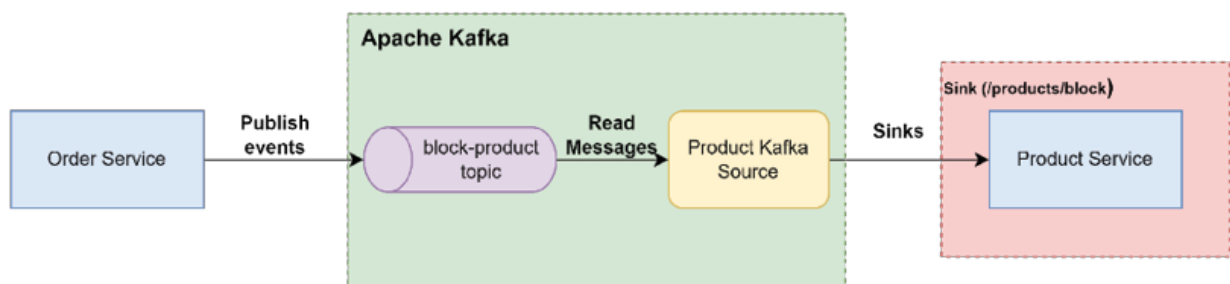 Apache Kafka
Sink (/products/block)
Order Service
Publish
events
block-product
topic
Read
Messages
Product Kafka
Source
Sinks
Product Service